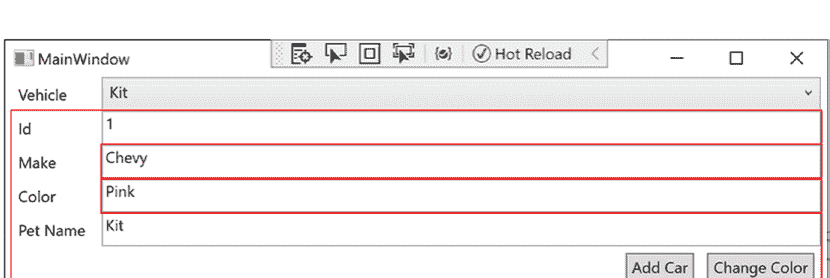 MainWindow
Hot Reload
Vehicle Kit
Id 1
Make Chevy
Color Pink
Pet Name Kit
Add Car Change Color